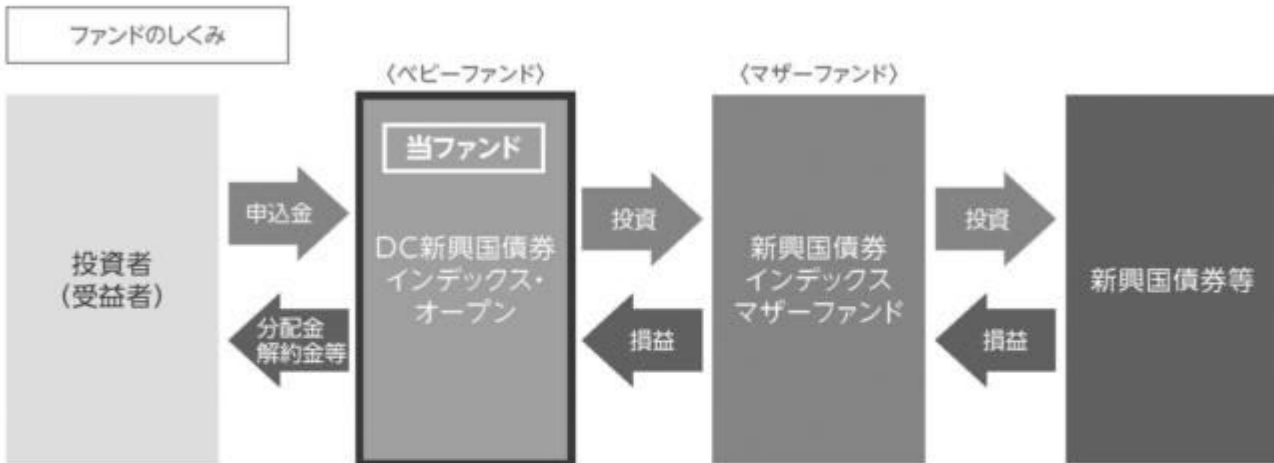 ファンドのしくみ
〈ベビーファンド〉
〈マザーファンド〉
投資者
(受益者)
申込金
分配金
解約金等
当ファンド
DC新興国債券
インデックス・
オープン
投資
損益
新興国債券
インデックス
マザーファンド
投資
損益
新興国債券等